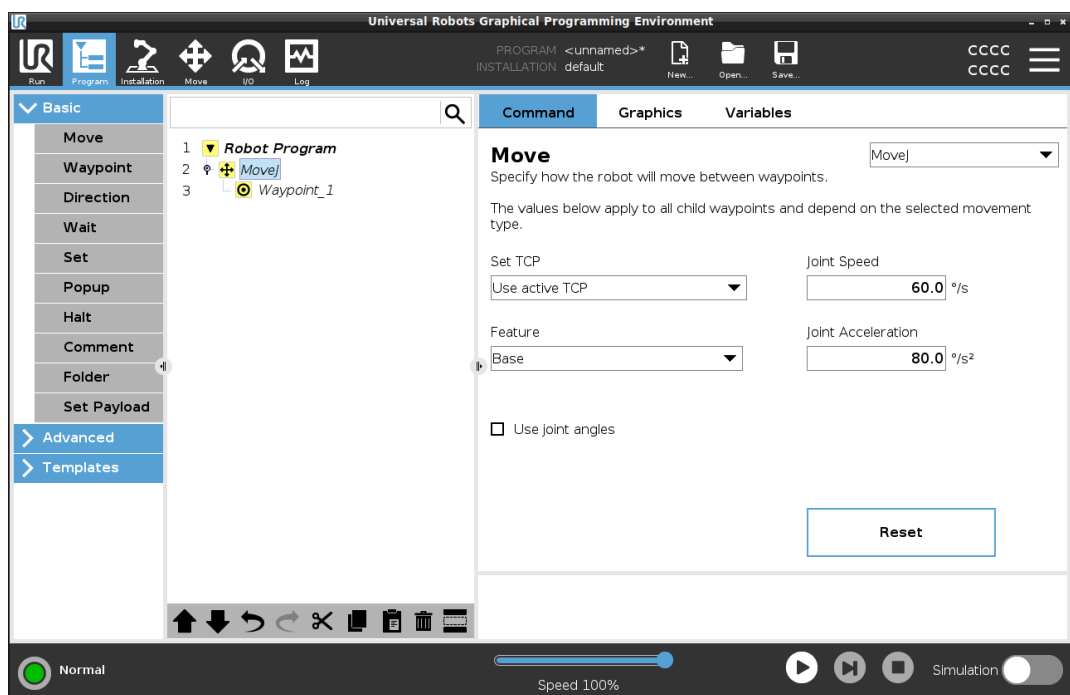 Universal Robots Graphical Programming Environment
UR
Run
Program
Installation
Move
I/O
Log
PROGRAM <unnamed>*
INSTALLATION default
New...
Open...
Save...
CCCC
CCCC
Basic
Move
Waypoint
Direction
Wait
Set
Popup
Halt
Comment
Folder
Set Payload
Advanced
Templates
1 Robot Program
2 MoveJ
3 Waypoint_1
Command Graphics Variables
Move
MoveJ
Specify how the robot will move between waypoints.
The values below apply to all child waypoints and depend on the selected movement
type.
Set TCP
Joint Speed
Use active TCP
60.0 °/s
Feature
Joint Acceleration
Base
80.0 °/s²
Use joint angles
Reset
Normal
Speed 100%
Simulation